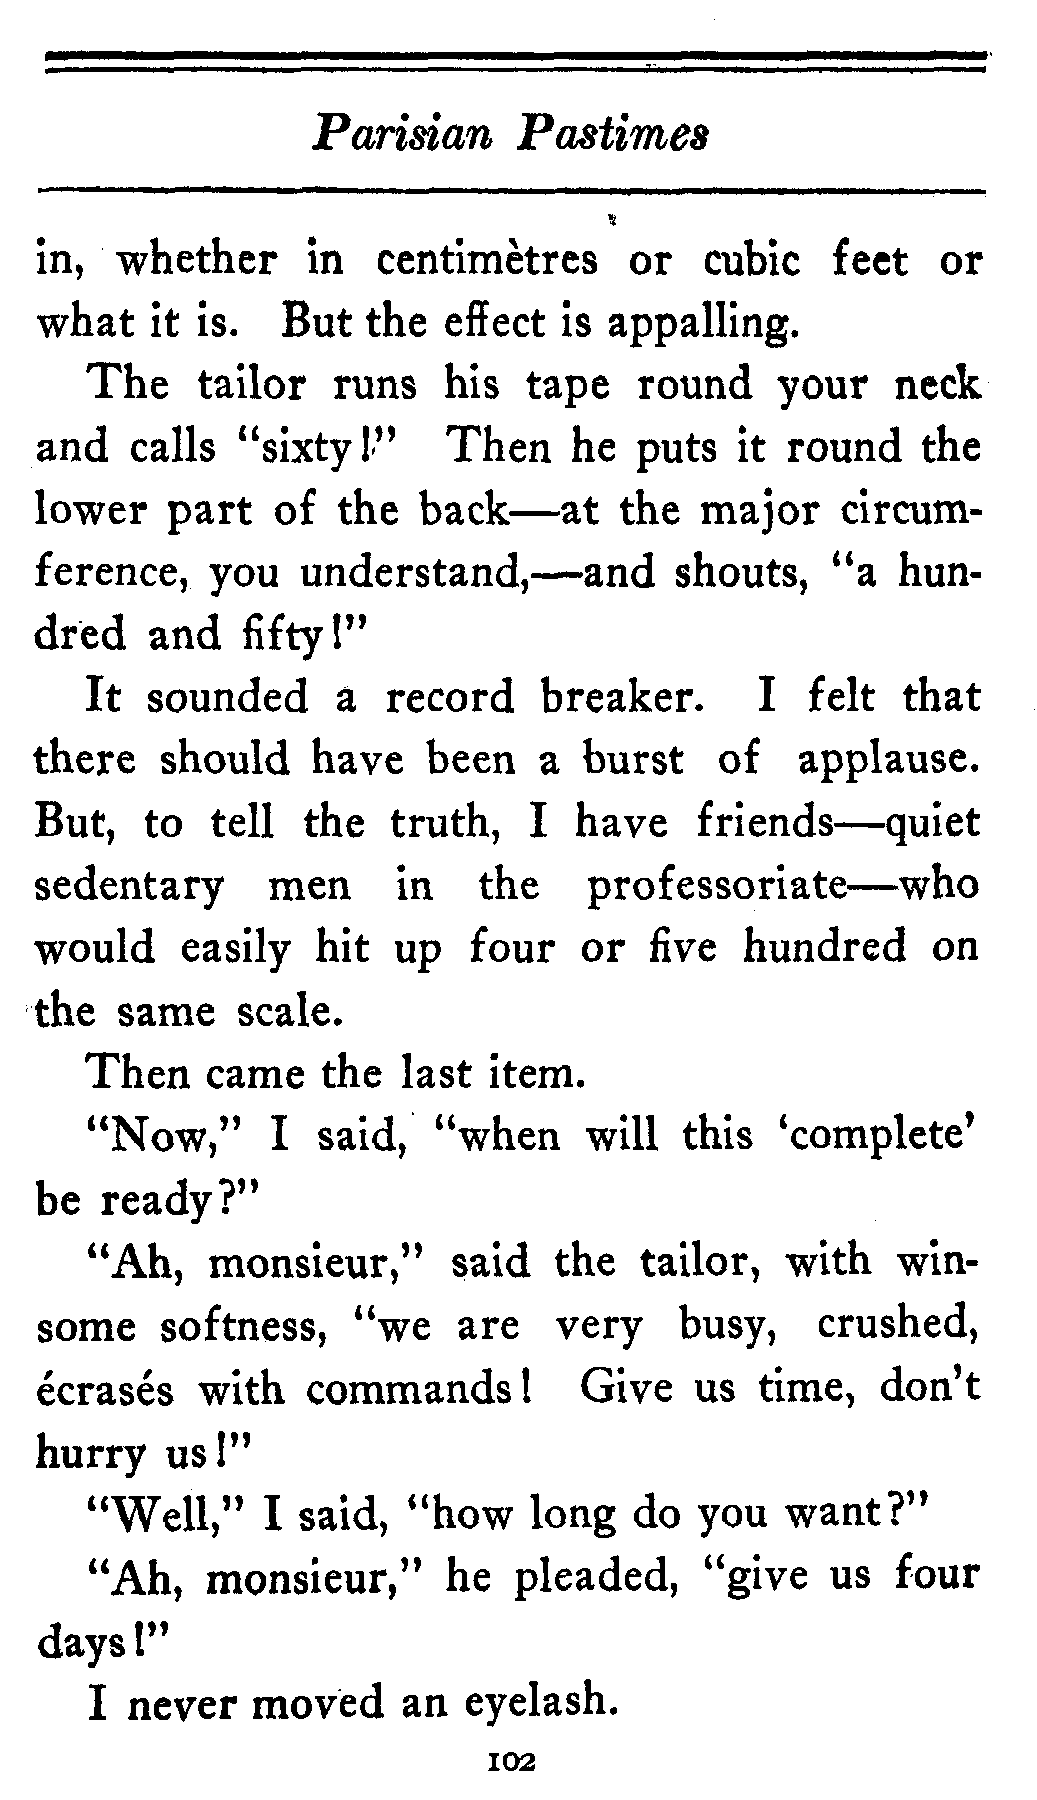 Parisian Pastimes
in, whether in centimètres or cubic feet or
what it is. But the effect is appalling.
The tailor runs his tape round your neck
and calls "sixty!" Then he puts it round the
lower part of the back—at the major circum-
ference, you understand,—and shouts, "a hun-
dred and fifty!"
It sounded a record breaker. I felt that
there should have been a burst of applause.
But, to tell the truth, I have friends—quiet
sedentary men in the professoriate—who
would easily hit up four or five hundred on
the same scale.
Then came the last item.
"Now," I said, "when will this 'complete'
be ready?"
"Ah, monsieur," said the tailor, with win-
some softness, "we are very busy, crushed,
écrasés with commands! Give us time, don't
hurry us!"
"Well," I said, "how long do you want?"
"Ah, monsieur," he pleaded, "give us four
days!"
I never moved an eyelash.
102